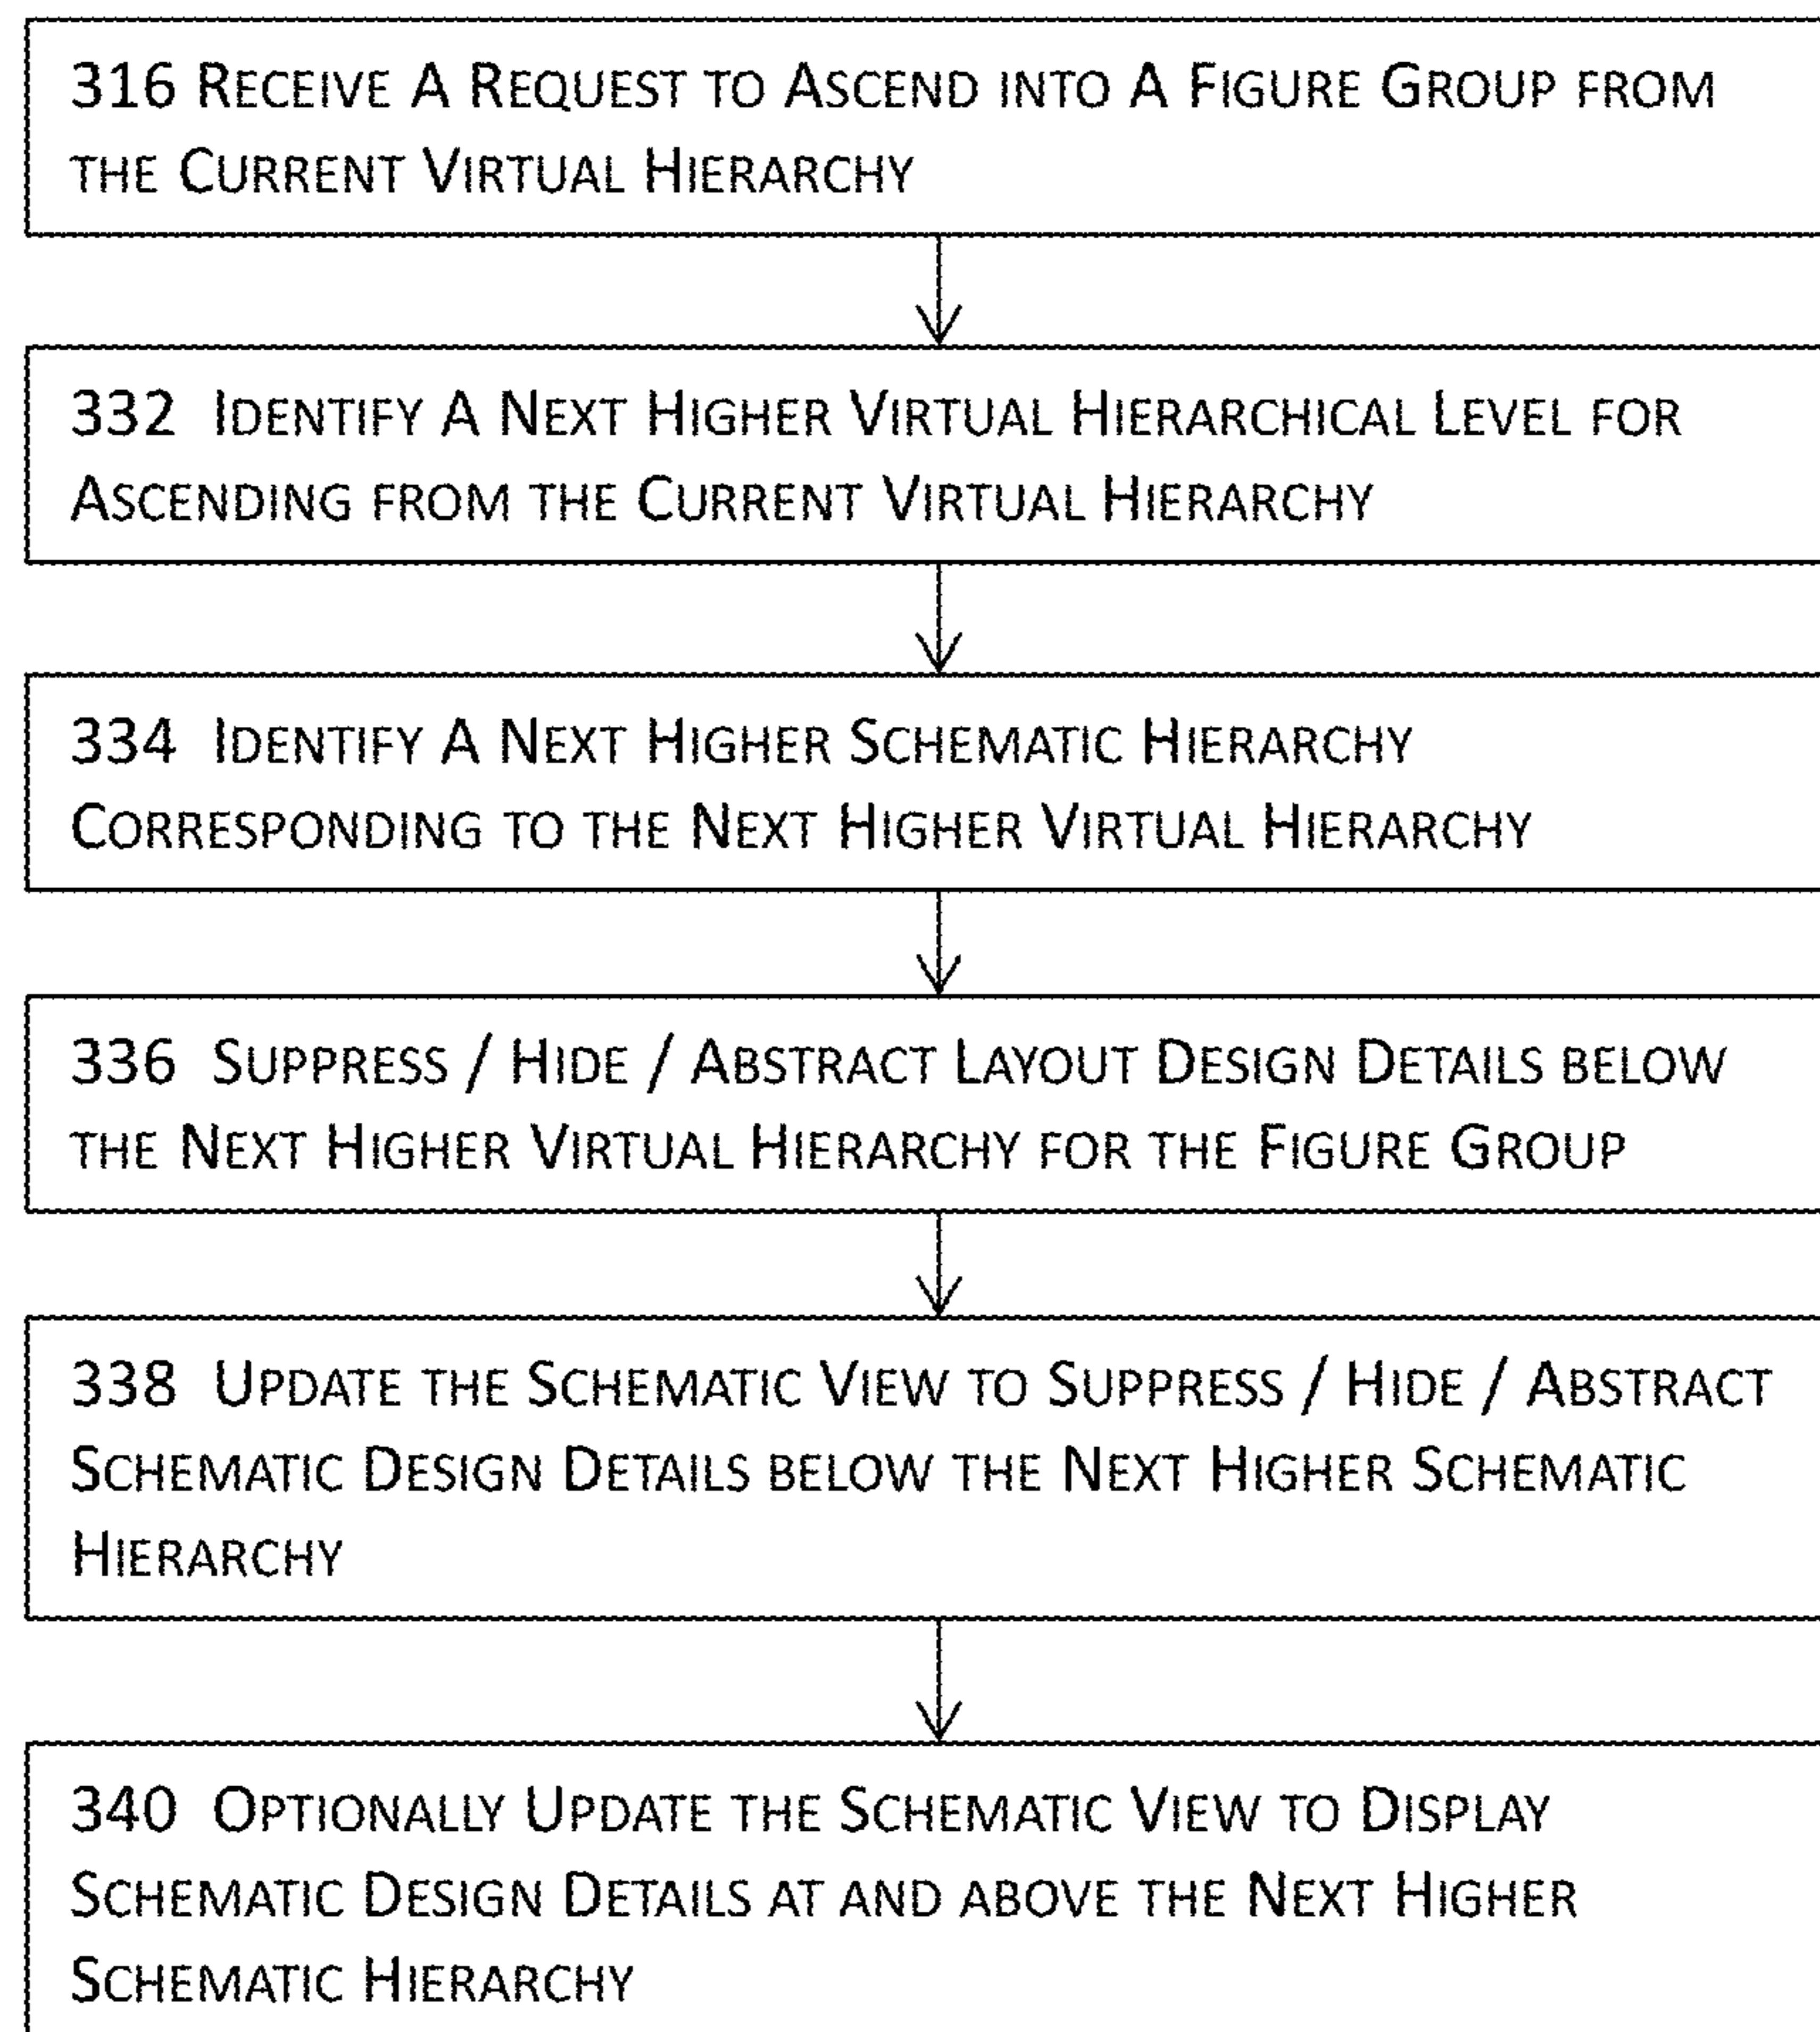 316 Receive A Request to Ascend into A Figure Group from
the Current Virtual Hierarchy
332 Identify A Next Higher Virtual Hierarchical Level for
Ascending from the Current Virtual Hierarchy
334 Identify A Next Higher Schematic Hierarchy
Corresponding to the Next Higher Virtual Hierarchy
336 Suppress / Hide / Abstract Layout Design Details below
the Next Higher Virtual Hierarchy for the Figure Group
338 Update the Schematic View to Suppress / Hide / Abstract
Schematic Design Details below the Next Higher Schematic
Hierarchy
340 Optionally Update the Schematic View to Display
Schematic Design Details at and above the Next Higher
Schematic Hierarchy